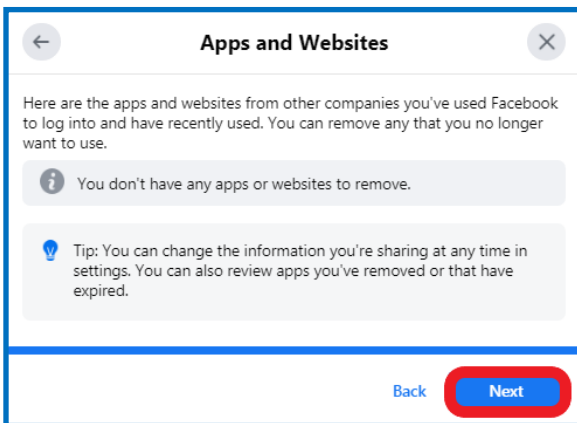 Apps and Websites
Here are the apps and websites from other companies you've used Facebook
to log into and have recently used. You can remove any that you no longer
want to use.
You don't have any apps or websites to remove.
Tip: You can change the information you're sharing at any time in
settings. You can also review apps you've removed or that have
expired.
Back
Next